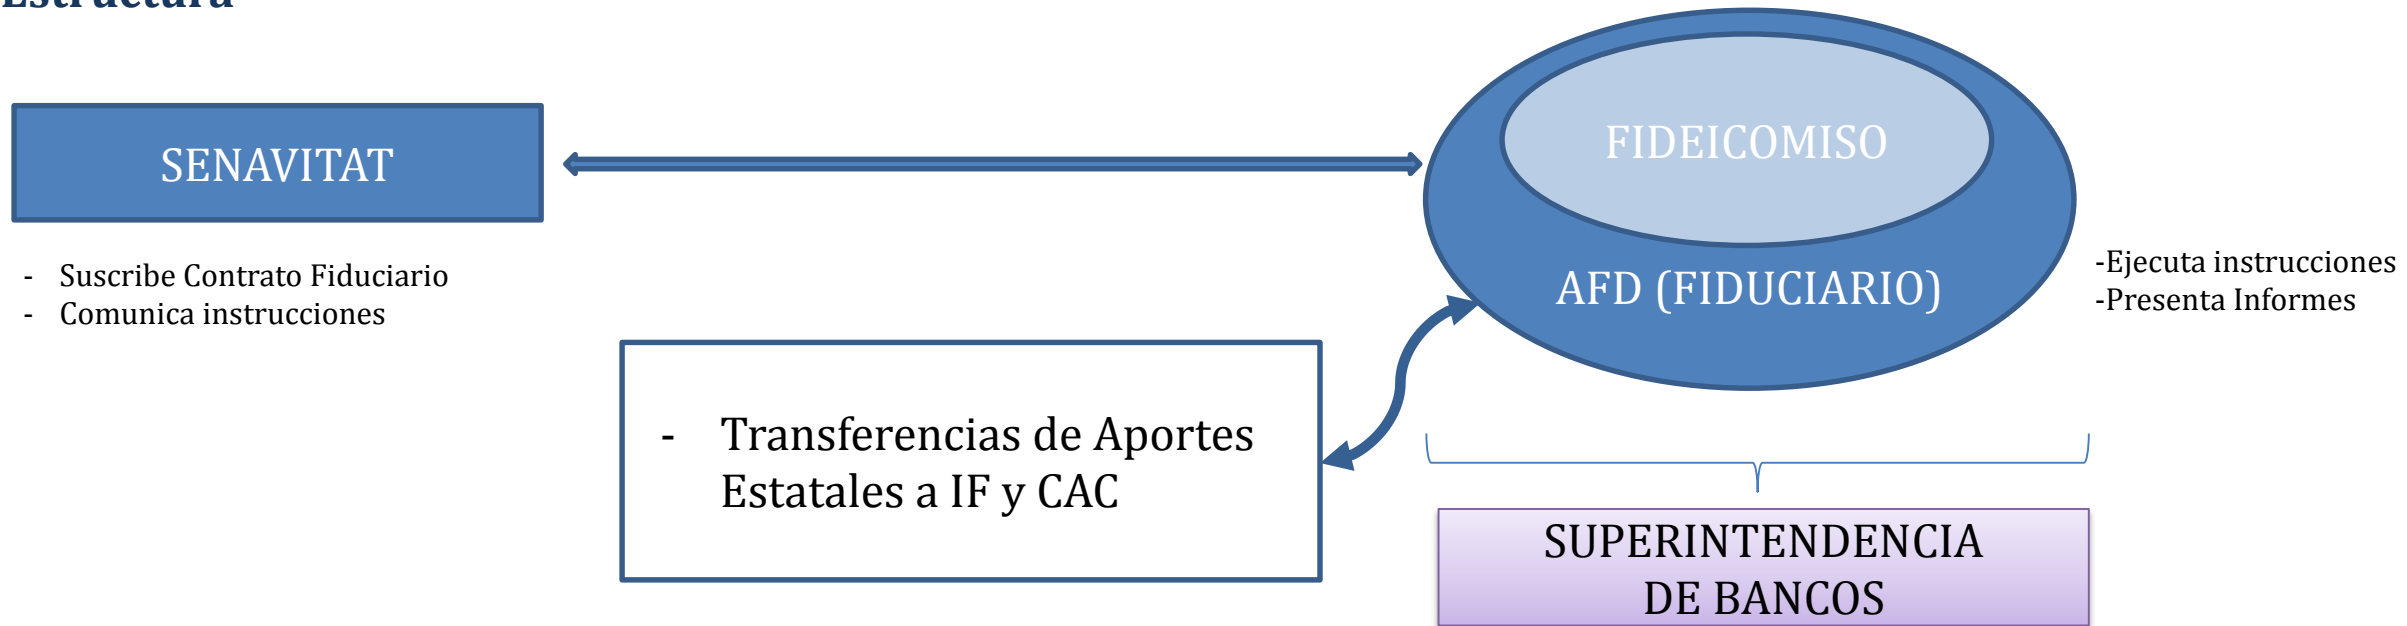 Estructura
SENAVITAT
- Suscribe Contrato Fiduciario
- Comunica instrucciones
FIDEICOMISO
AFD (FIDUCIARIO)
-Ejecuta instrucciones
-Presenta Informes
- Transferencias de Aportes
Estatales a IF y CAC
SUPERINTENDENCIA
DE BANCOS